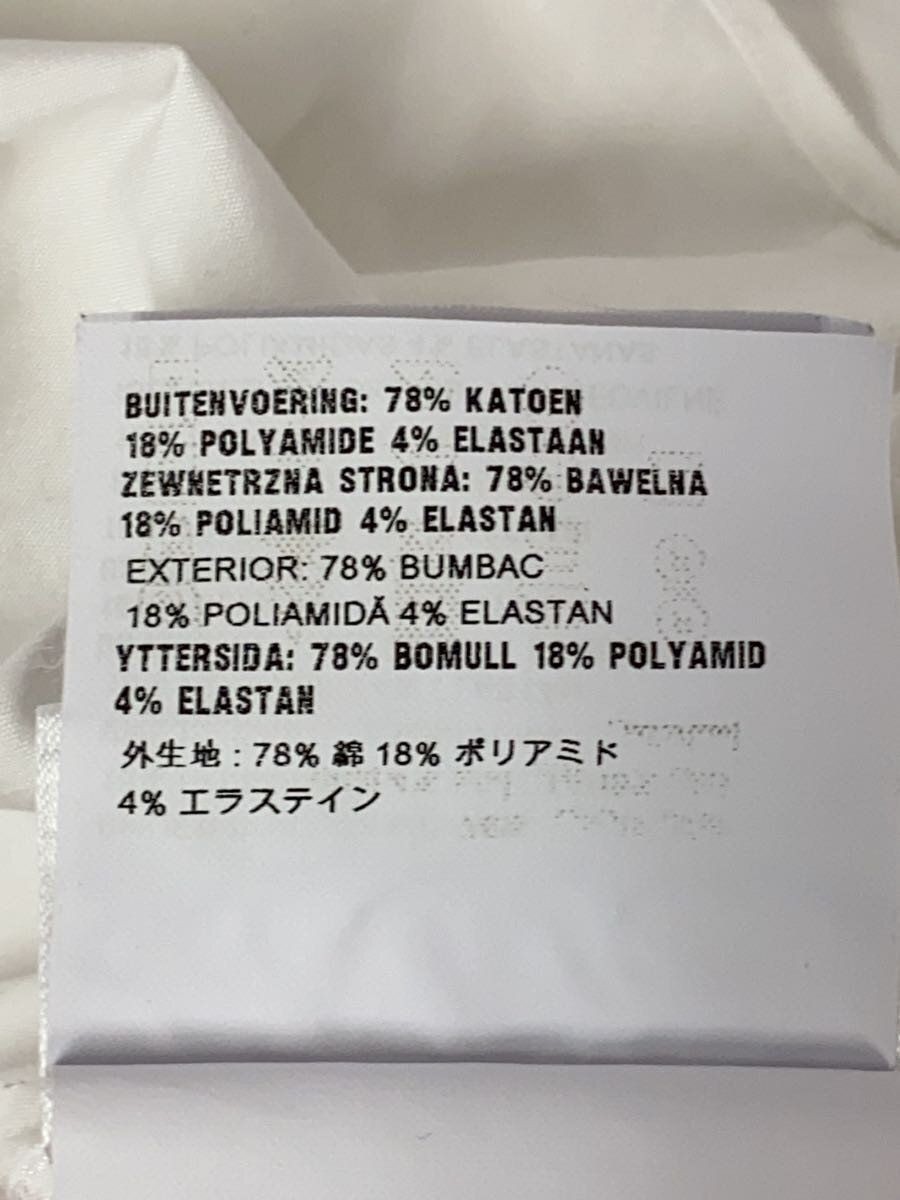 BUITENVOERING: 78% KATOEN
18% POLYAMIDE 4% ELASTAAN
ZEWNETRZNA STRONA: 78% BAWELNA
18% POLIAMID 4% ELASTAN
EXTERIOR: 78% BUMBAC
18% POLIAMIDĂ 4% ELASTAN
YTTERSIDA: 78% BOMULL 18% POLYAMID
4% ELASTAN
外生地 : 78% 綿 18% ポリアミド
4% エラステイン